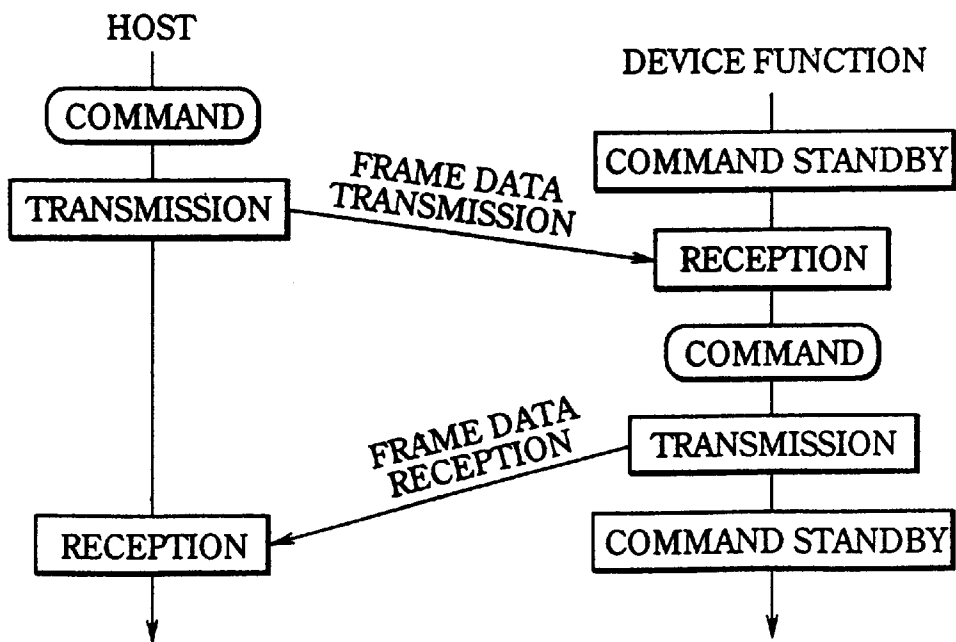 HOST
DEVICE FUNCTION
COMMAND
COMMAND STANDBY
FRAME DATA
TRANSMISSION
TRANSMISSION
RECEPTION
COMMAND
FRAME DATA
RECEPTION
TRANSMISSION
RECEPTION
COMMAND STANDBY